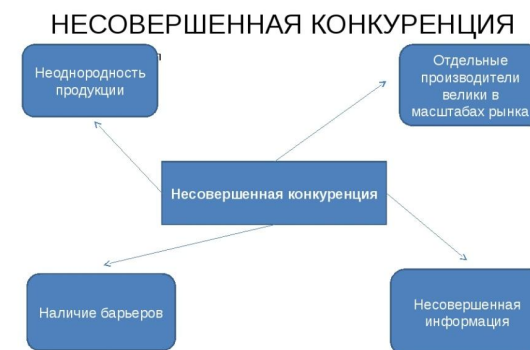 НЕСОВЕРШЕННАЯ КОНКУРЕНЦИЯ
Неоднородность
продукции
Отдельные
производители
велики в
масштабах рынка
Несовершенная конкуренция
Наличие барьеров
Несовершенная
информация